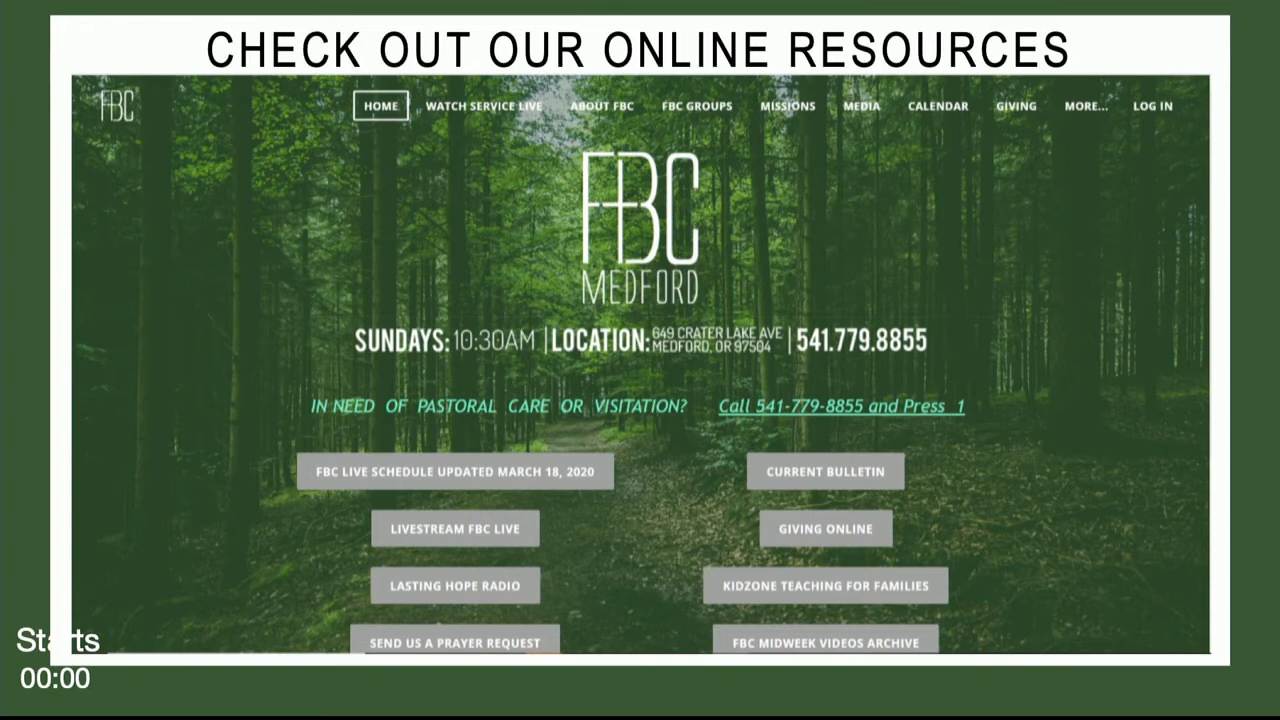 CHECK OUT OUR ONLINE RESOURCES
FBC HOME WATCH SERVICE LIVE ABOUT FBC FBC GROUPS MISSIONS MEDIA CALENDAR GIVING MORE... LOG IN
FBC
MEDFORD
SUNDAYS: 10:30AM | LOCATION: 649 CRATER LAKE AVE
MEDFORD, OR 97504 | 541.779.8855
IN NEED OF PASTORAL CARE OR VISITATION? Call 541-779-8855 and Press 1
FBC LIVE SCHEDULE UPDATED MARCH 18, 2020 CURRENT BULLETIN
LIVESTREAM FBC LIVE GIVING ONLINE
LASTING HOPE RADIO KIDZONE TEACHING FOR FAMILIES
SEND US A PRAYER REQUEST FBC MIDWEEK VIDEOS ARCHIVE
Starts
00:00